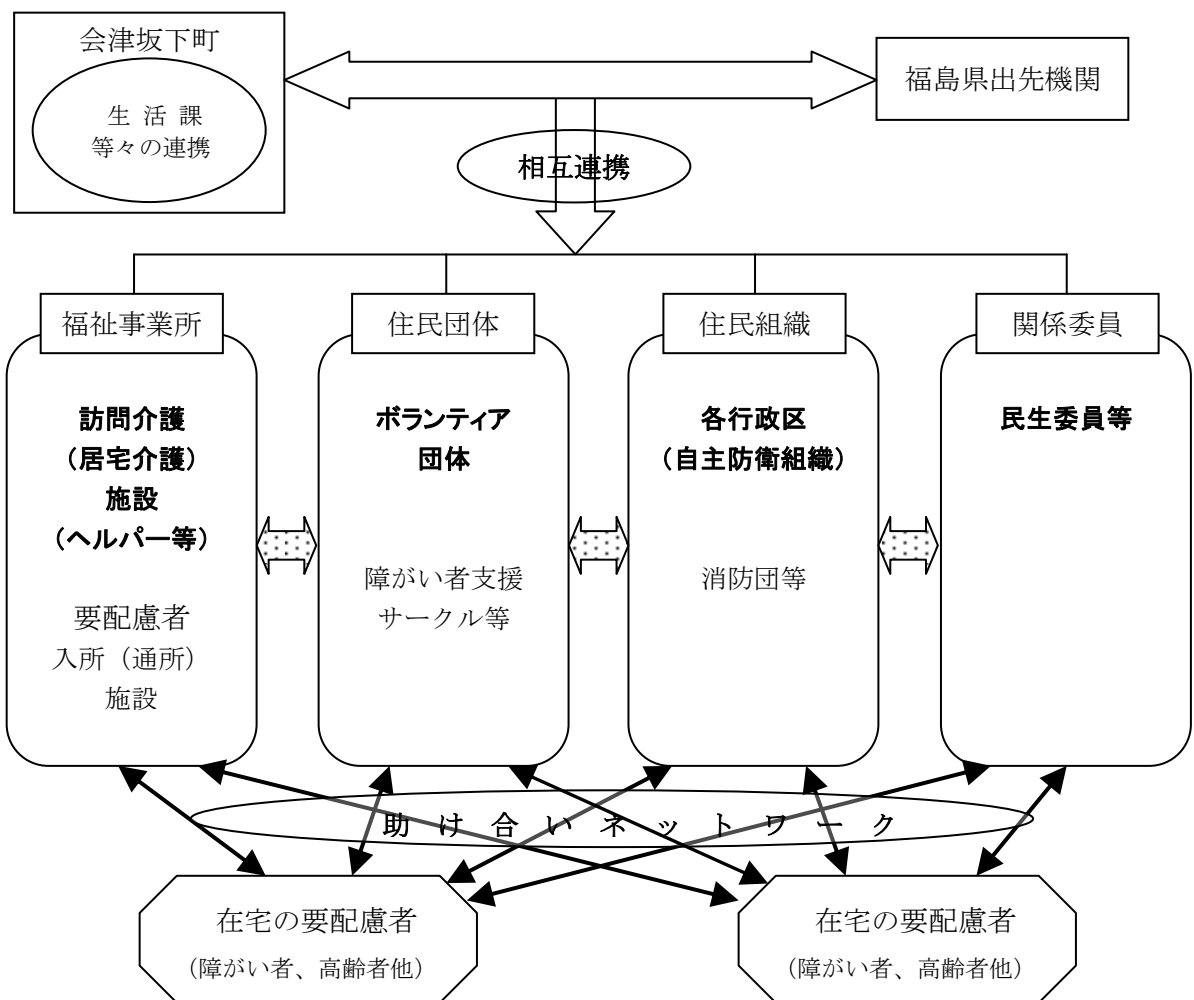 会津坂下町
生 活 課
等々の連携
福島県出先機関
相互連携
福祉事業所
住民団体
住民組織
関係委員
訪問介護
（居宅介護）
施設
（ヘルパー等）
要配慮者
入所（通所）
施設
ボランティア
団体
障がい者支援
サークル等
各行政区
（自主防衛組織）
消防団等
民生委員等
助 け 合 い ネ ッ ト ワ ー ク
在宅の要配慮者
（障がい者、高齢者他）
在宅の要配慮者
（障がい者、高齢者他）